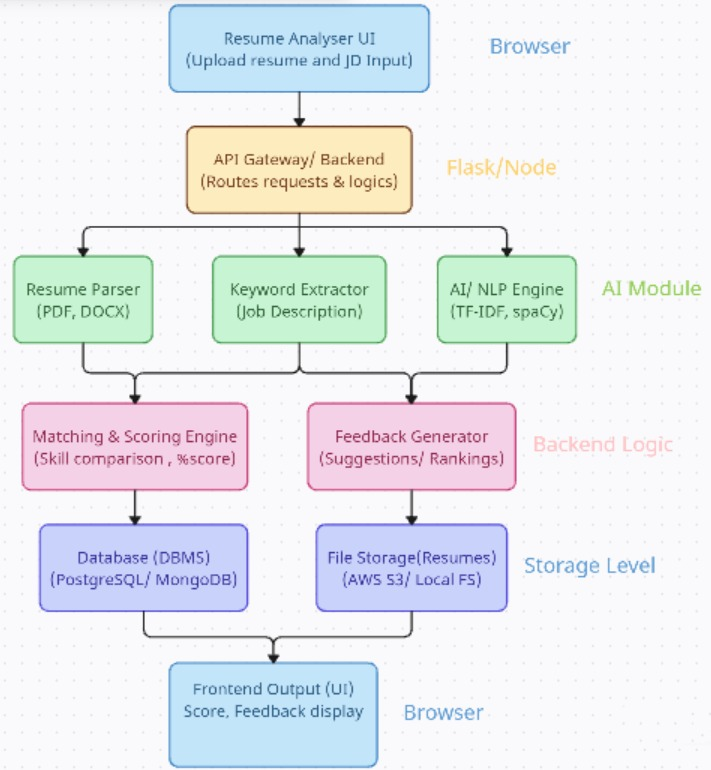 Resume Analyser UI
(Upload resume and JD Input)
Browser
API Gateway/ Backend
(Routes requests & logics)
Flask/Node
Resume Parser
(PDF, DOCX)
Keyword Extractor
(Job Description)
AI/ NLP Engine
(TF-IDF, spaCy)
AI Module
Matching & Scoring Engine
(Skill comparison , %score)
Feedback Generator
(Suggestions/ Rankings)
Backend Logic
Database (DBMS)
(PostgreSQL/ MongoDB)
File Storage(Resumes)
(AWS S3/ Local FS)
Storage Level
Frontend Output (UI)
Score, Feedback display
Browser